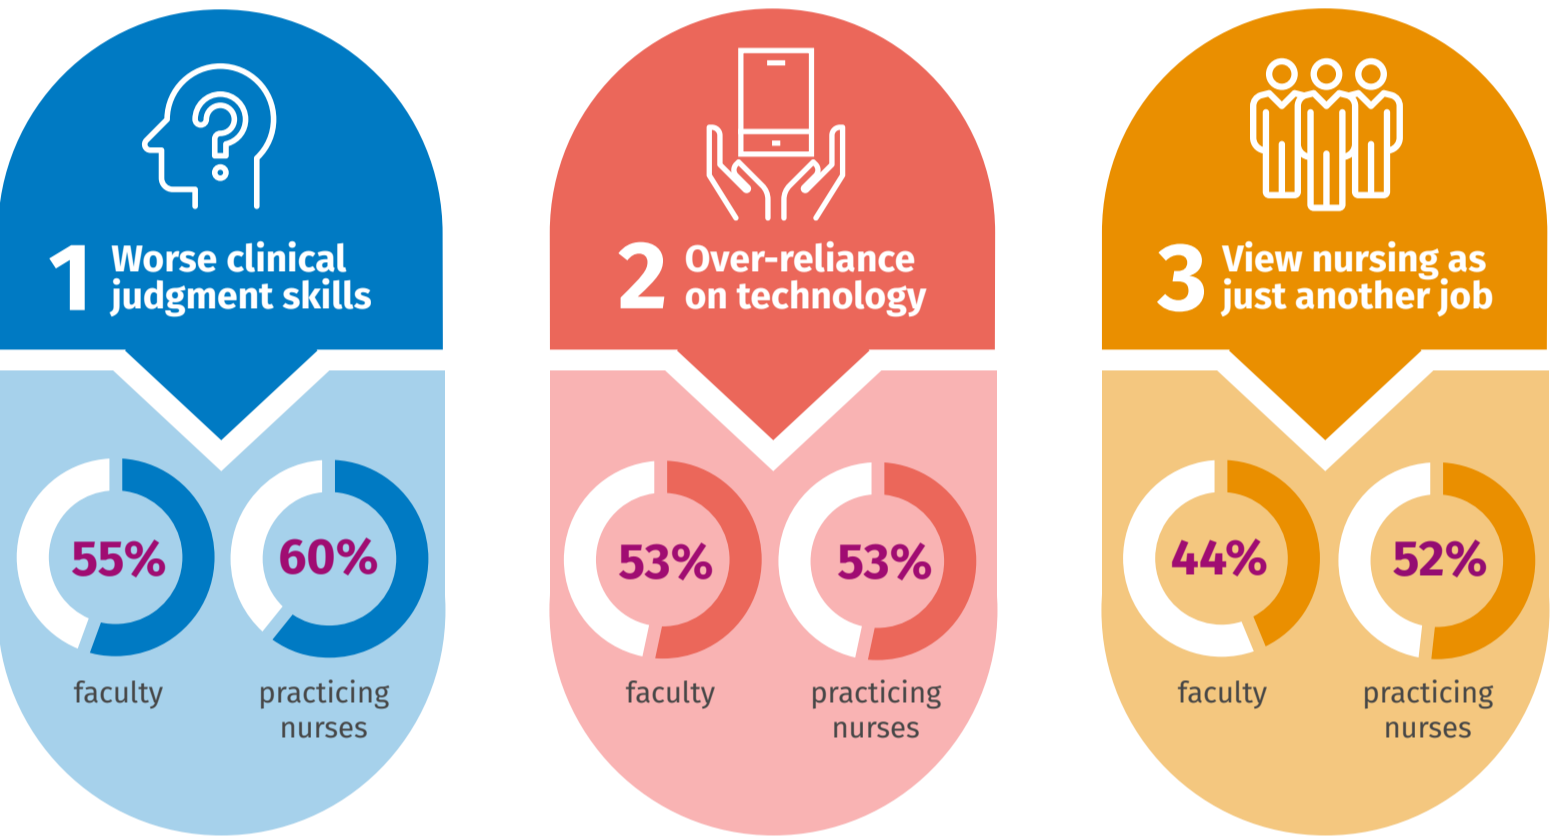 1 Worse clinical
judgment skills
55%
60%
faculty
practicing
nurses
2 Over-reliance
on technology
53%
53%
faculty
practicing
nurses
3 View nursing as
just another job
44%
52%
faculty
practicing
nurses